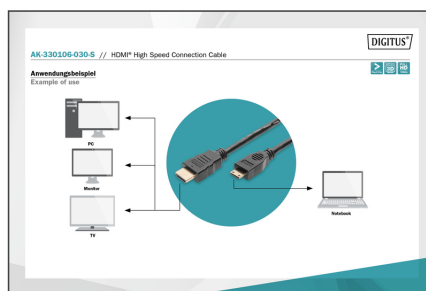 DIGITUS®
AK-330106-030-S // HDMI® High Speed Connection Cable
Anwendungsbeispiel
Example of use
PC
Monitor
TV
Notebook